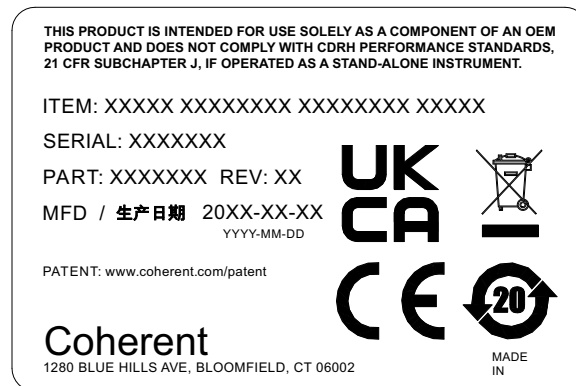 THIS PRODUCT IS INTENDED FOR USE SOLELY AS A COMPONENT OF AN OEM
PRODUCT AND DOES NOT COMPLY WITH CDRH PERFORMANCE STANDARDS,
21 CFR SUBCHAPTER J, IF OPERATED AS A STAND-ALONE INSTRUMENT.
ITEM: XXXXX XXXXXXXX XXXXXXXX XXXXX
SERIAL: XXXXXXX
PART: XXXXXXX REV: XX
MFD / 生产日期 20XX-XX-XX
YYYY-MM-DD
UK
CA
PATENT: www.coherent.com/patent
CE
20
Coherent
1280 BLUE HILLS AVE, BLOOMFIELD, CT 06002
MADE
IN